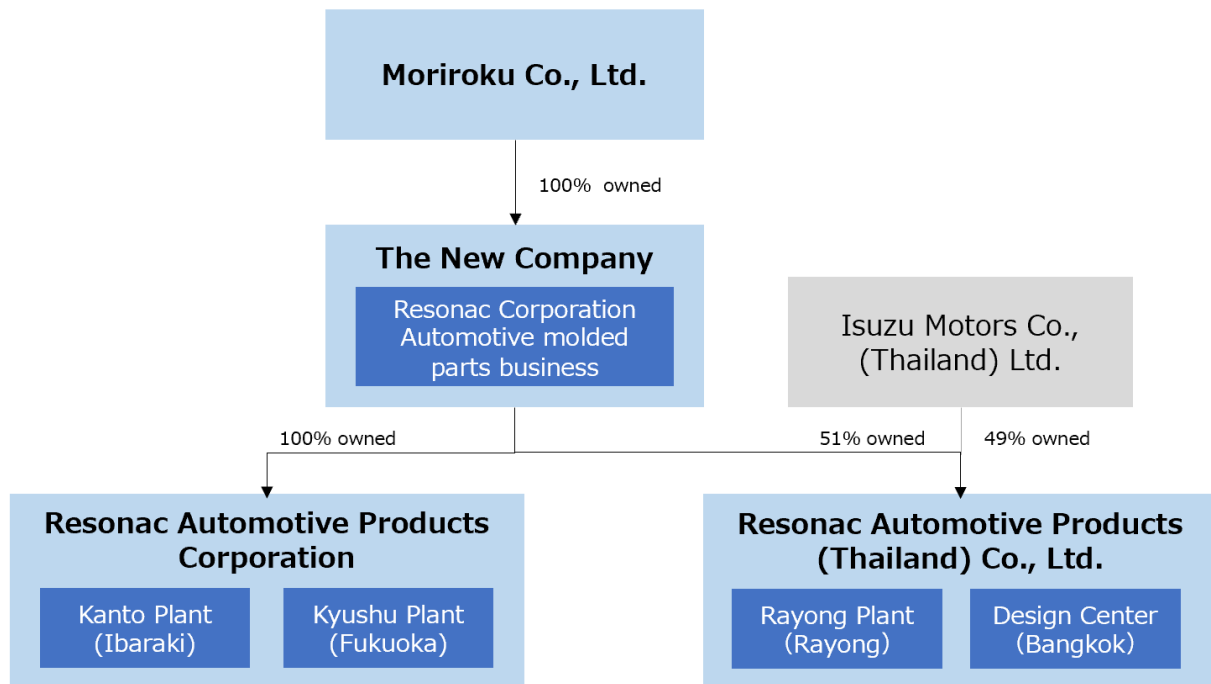 Moriroku Co., Ltd.
100% owned
The New Company
Resonac Corporation
Automotive molded
parts business
Isuzu Motors Co.,
(Thailand) Ltd.
100% owned
51% owned
49% owned
Resonac Automotive Products
Corporation
Kanto Plant
(Ibaraki)
Kyushu Plant
(Fukuoka)
Resonac Automotive Products
(Thailand) Co., Ltd.
Rayong Plant
（Rayong）
Design Center
（Bangkok）